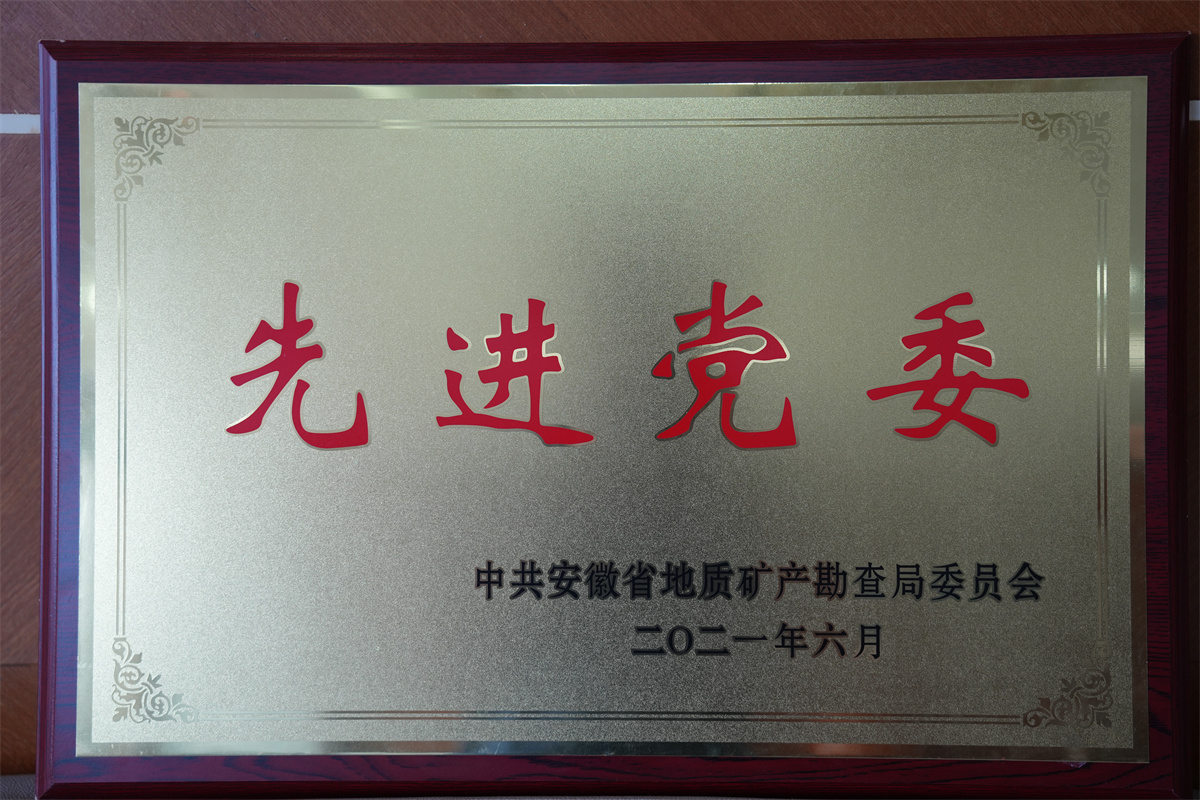 先进党委
中共安徽省地质矿产勘查局委员会
二〇二一年六月